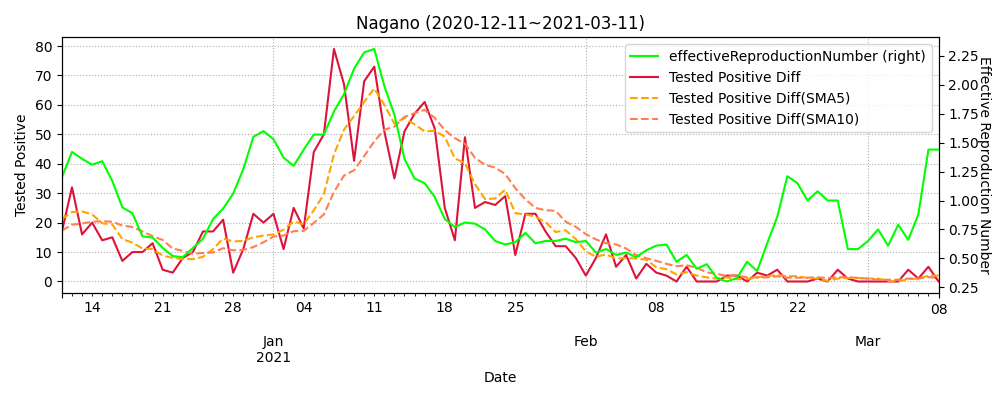 Nagano (2020-12-11~2021-03-11)
effectiveReproductionNumber (right)
Tested Positive Diff
Tested Positive Diff(SMA5)
Tested Positive Diff(SMA10)
Tested Positive
80
70
60
50
40
30
20
10
0
2.25
2.00
1.75
1.50
1.25
1.00
0.75
0.50
0.25
Effective Reproduction Number
14 21 28 04 11 18 25 08 15 22 08
Jan Feb Mar
2021
Date